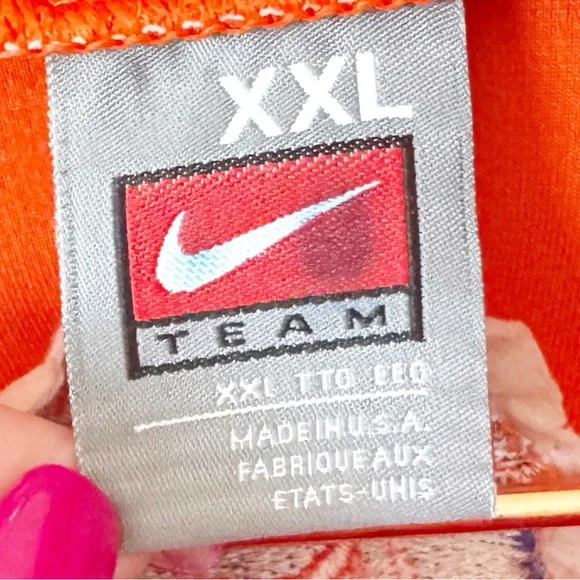 XXL
TEAM
XXL TTG EEG
MADE IN U.S.A.
FABRIQUE AUX
ETATS-UNIS